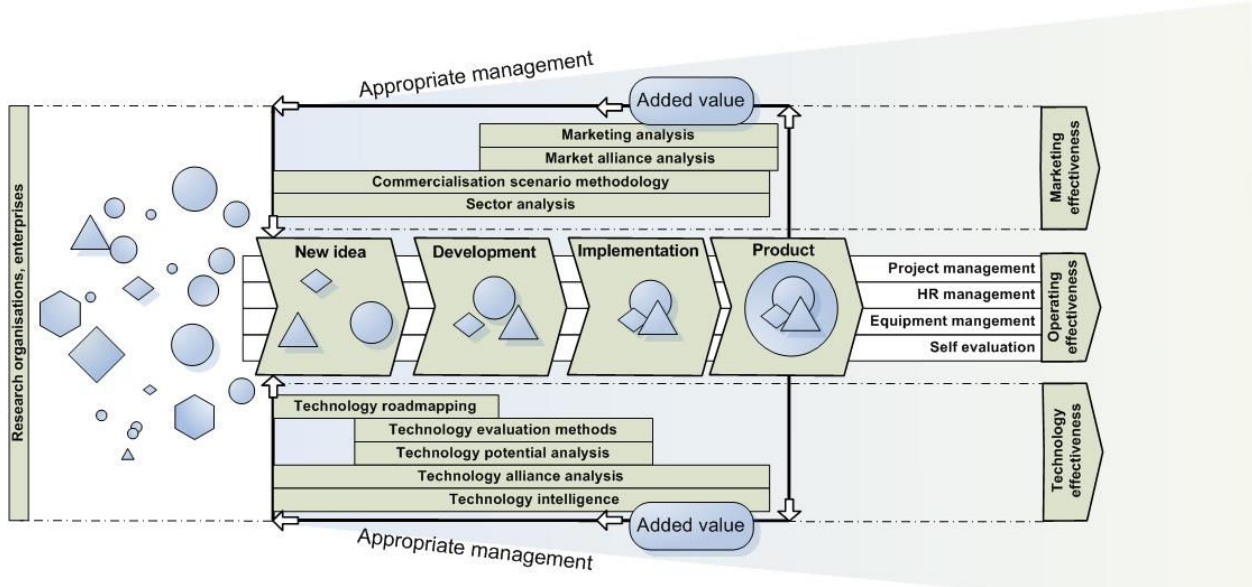 Research organisations, enterprises
Appropriate management
Added value
Marketing analysis
Market alliance analysis
Commercialisation scenario methodology
Sector analysis
Marketing
effectiveness
New idea
Development
Implementation
Product
Project management
HR management
Equipment mangement
Self evaluation
Operating
effectiveness
Technology roadmapping
Technology evaluation methods
Technology potential analysis
Technology alliance analysis
Technology intelligence
Technology
effectiveness
Added value
Appropriate management